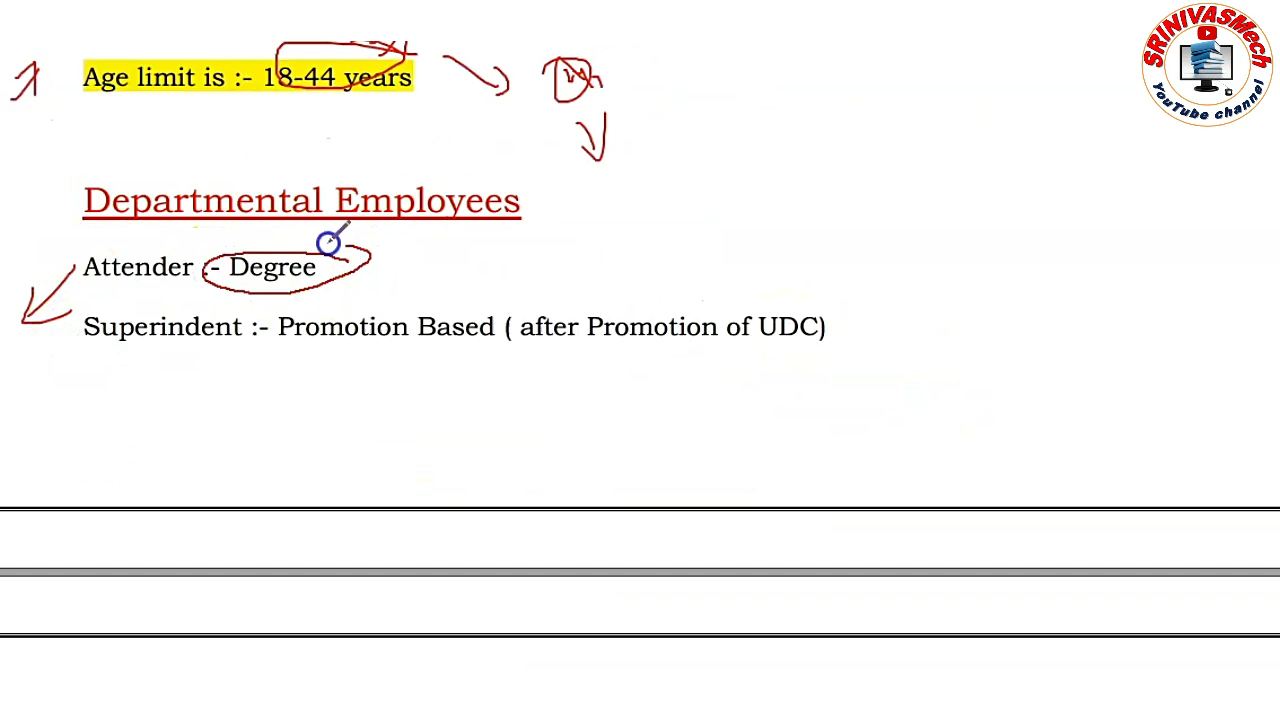 SRINIVASMech
YouTube channel
Age limit is :- 18-44 years
Departmental Employees
Attender :- Degree
Superindent :- Promotion Based ( after Promotion of UDC)